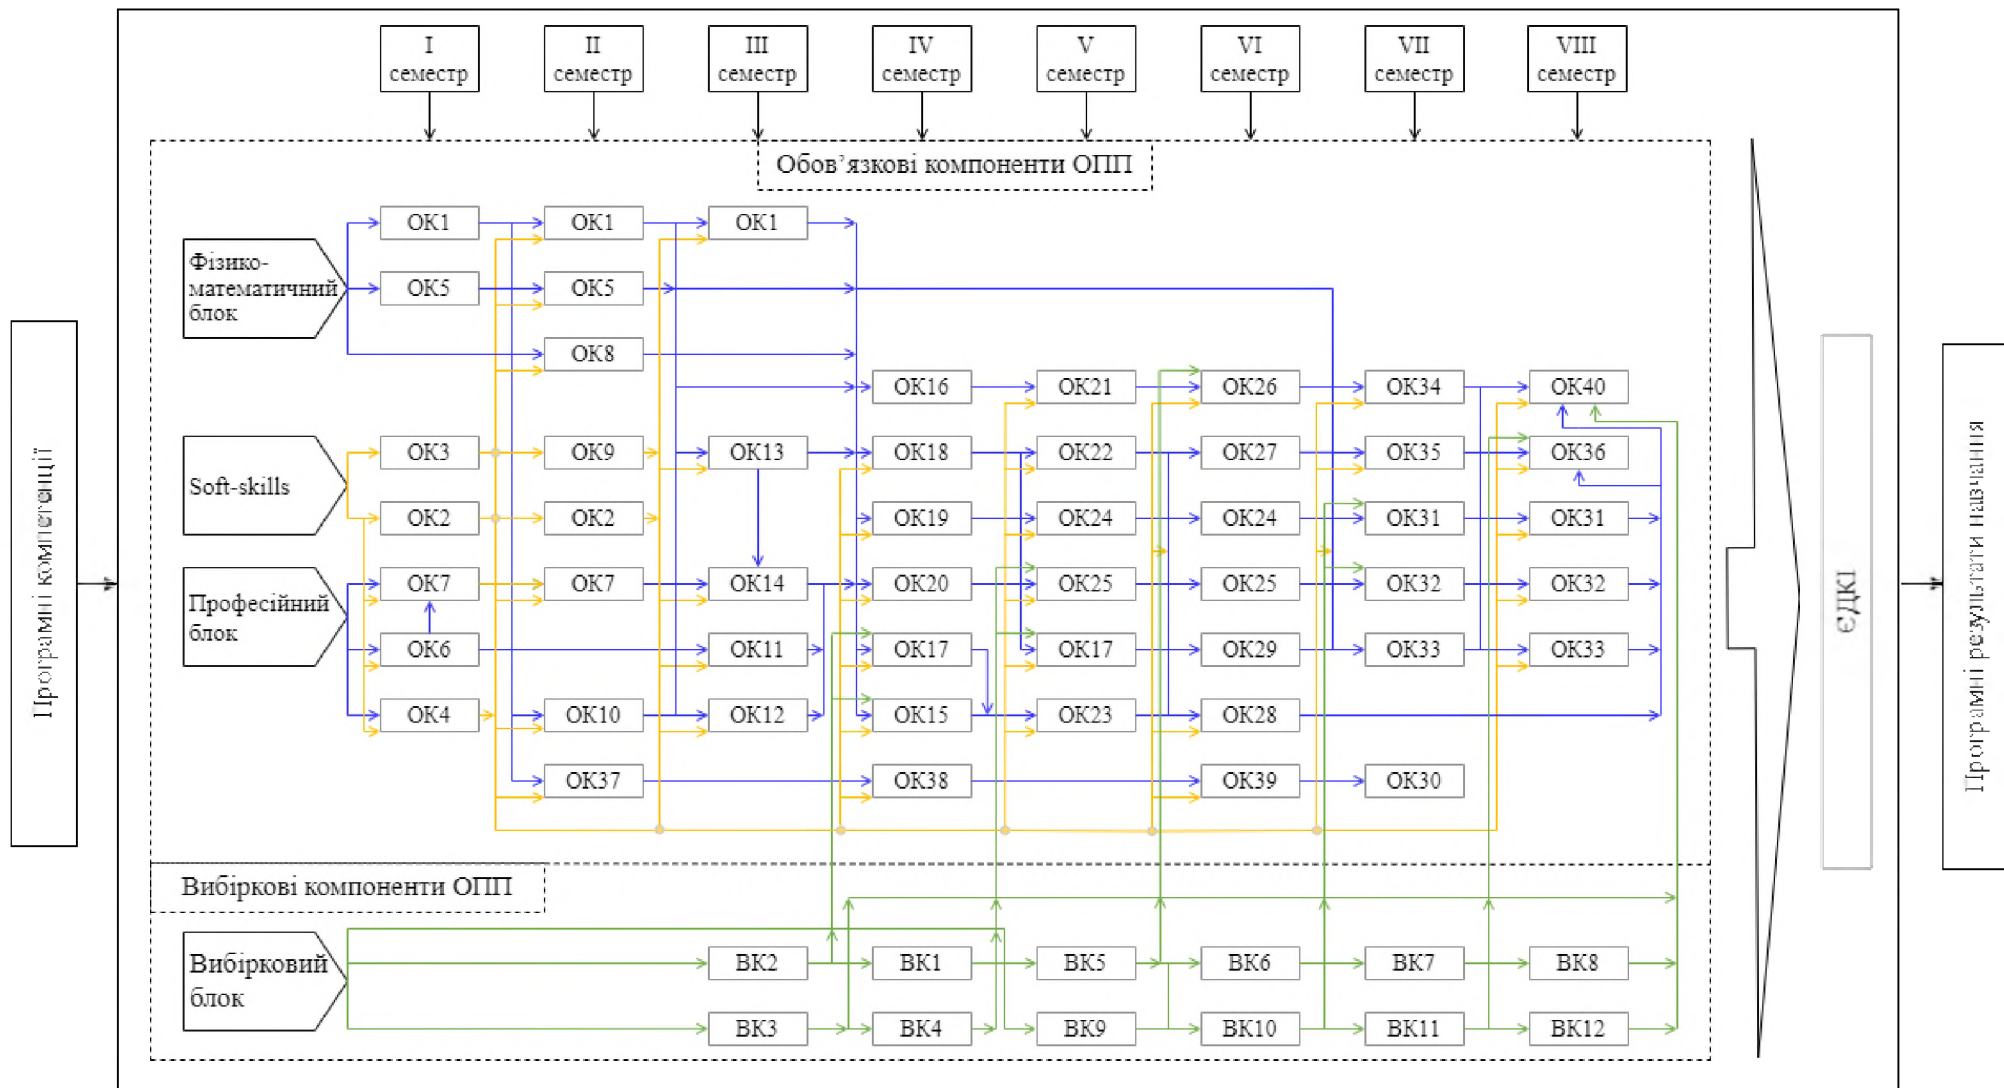 I
семестр
II
семестр
III
семестр
IV
семестр
V
семестр
VI
семестр
VII
семестр
VIII
семестр
Обов’язкові компоненти ОПП
ОК1
ОК1
ОК1
Фізико-
математичний
блок
ОК5
ОК5
ОК8
ОК16
ОК21
ОК26
ОК34
ОК40
Soft-skills
ОК3
ОК9
ОК13
ОК18
ОК22
ОК27
ОК35
ОК36
ОК2
ОК2
ОК19
ОК24
ОК24
ОК31
ОК31
Професійний
блок
ОК7
ОК7
ОК14
ОК20
ОК25
ОК25
ОК32
ОК32
ОК6
ОК11
ОК17
ОК17
ОК29
ОК33
ОК33
ОК4
ОК10
ОК12
ОК15
ОК23
ОК28
ОК37
ОК38
ОК39
ОК30
Вибіркові компоненти ОПП
Вибірковий
блок
ВК2
ВК1
ВК5
ВК6
ВК7
ВК8
ВК3
ВК4
ВК9
ВК10
ВК11
ВК12
Програмні компетенції
ЄДКІ
Програмні результати назчання